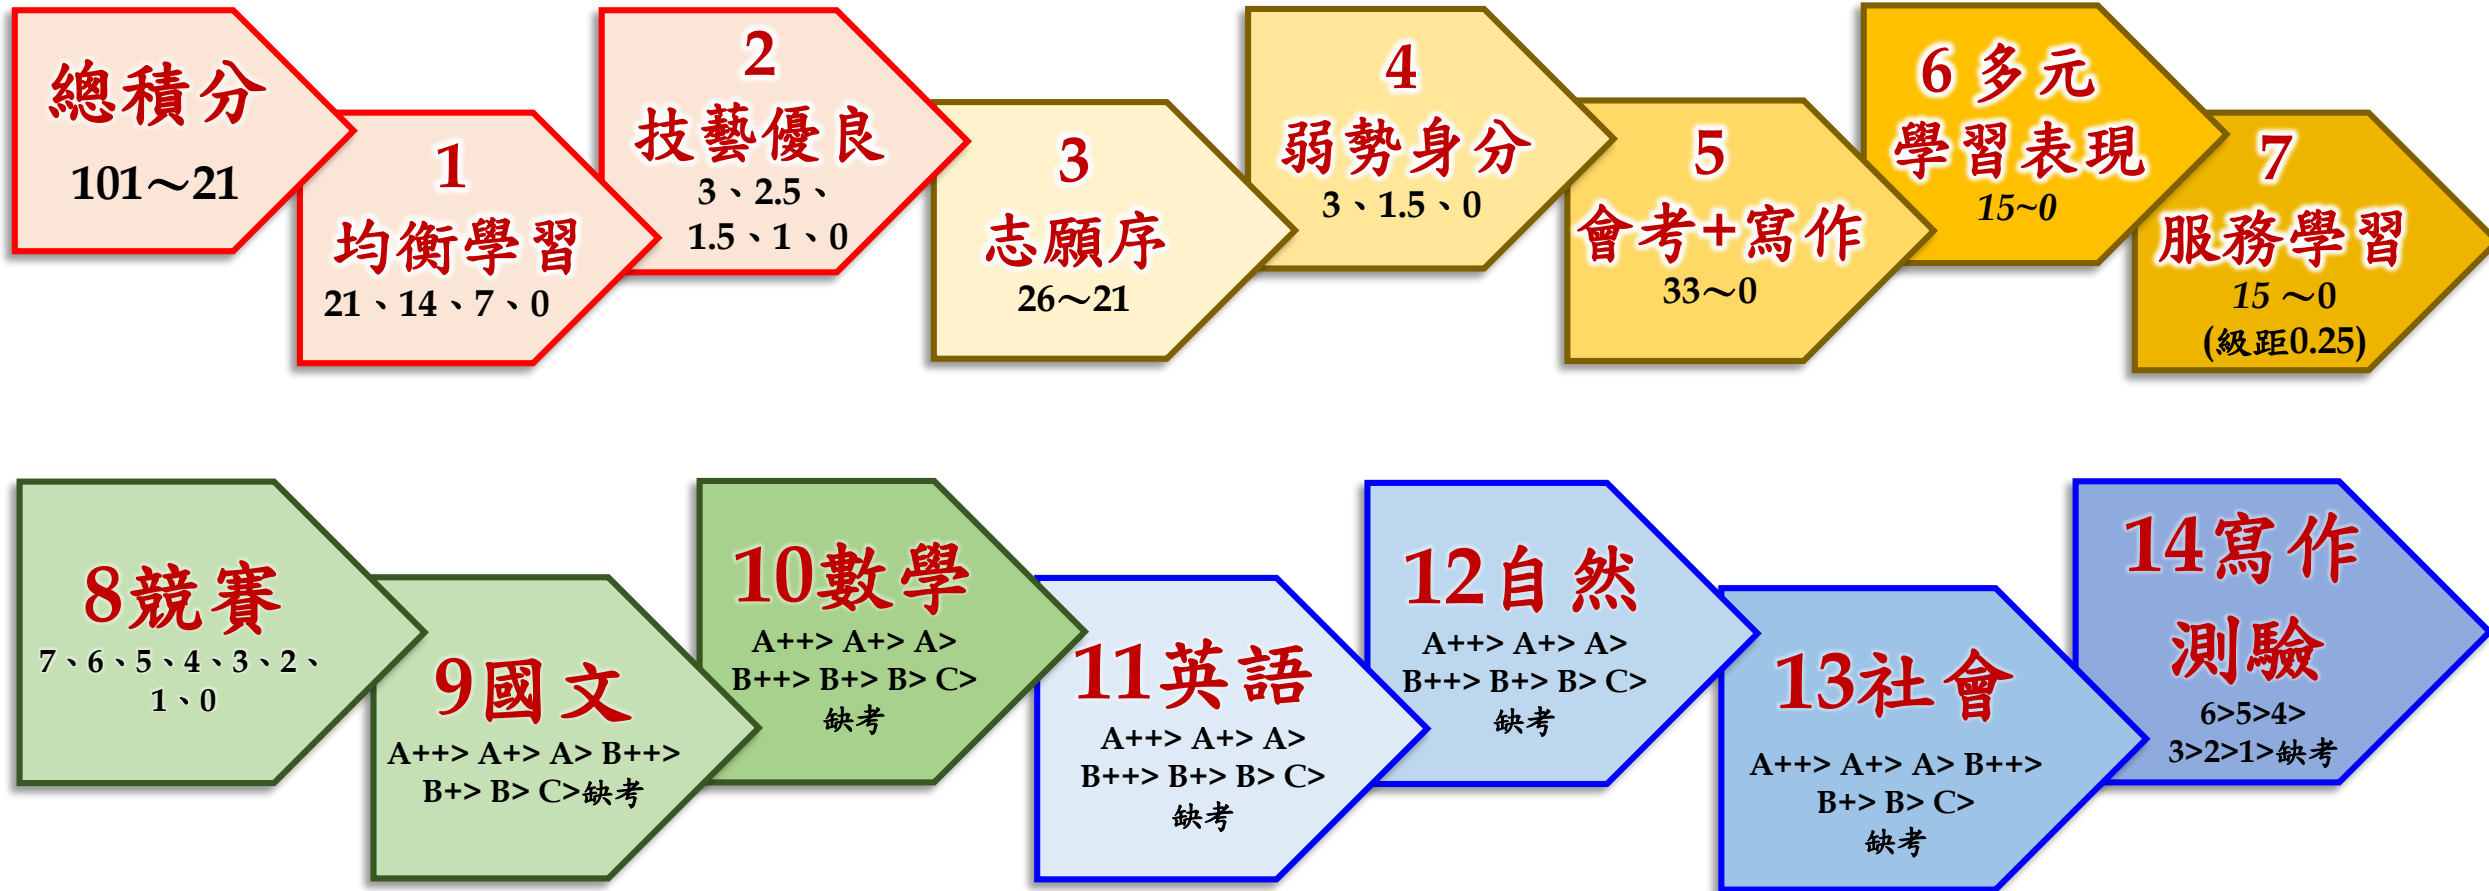 總積分
101～21
1
均衡學習
21、14、7、0
2
技藝優良
3、2.5、
1.5、1、0
3
志願序
26～21
4
弱勢身分
3、1.5、0
5
會考+寫作
33～0
6 多元
學習表現
15~0
7
服務學習
15 ～0
(級距0.25)
8競賽
7、6、5、4、3、2、
1、0
9國文
A++> A+> A> B++>
B+> B> C>缺考
10數學
A++> A+> A>
B++> B+> B> C>
缺考
11英語
A++> A+> A>
B++> B+> B> C>
缺考
12自然
A++> A+> A>
B++> B+> B> C>
缺考
13社會
A++> A+> A> B++>
B+> B> C>
缺考
14寫作
測驗
6>5>4>
3>2>1>缺考